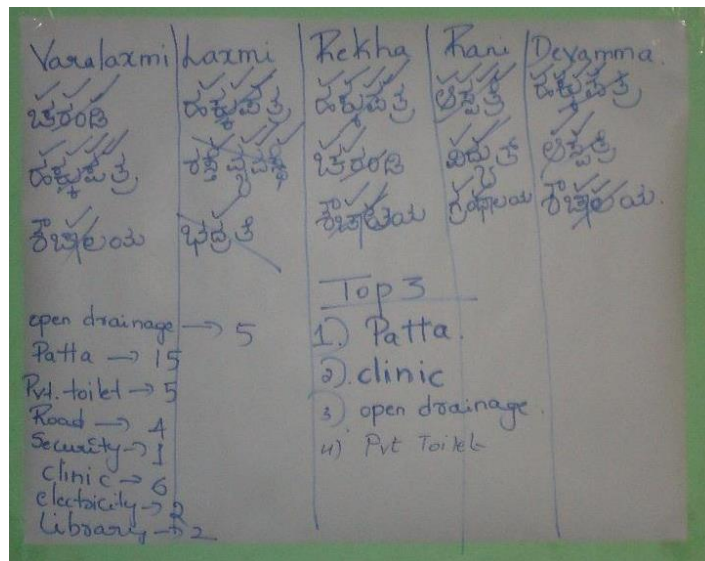 Varalaxmi Laxmi Rekha Rani Devamma
ಚರಂಡಿ ಹಕ್ಕುಪತ್ರ ಹಕ್ಕುಪತ್ರ ಆಸ್ಪತ್ರೆ ಹಕ್ಕುಪತ್ರ
ಹಕ್ಕುಪತ್ರ ರಸ್ತೆ ಚರಂಡಿ ವಿದ್ಯುತ್ ಆಸ್ಪತ್ರೆ
ಶೌಚಾಲಯ ಭದ್ರತೆ ಶೌಚಾಲಯ ಗ್ರಂಥಾಲಯ ಶೌಚಾಲಯ
open drainage → 5
Patta → 15
Pvt. toilet → 5
Road → 4
Security → 1
clinic → 6
electricity → 2
library → 2
Top 3
1) Patta.
2) clinic
3) open drainage.
4) Pvt Toilet